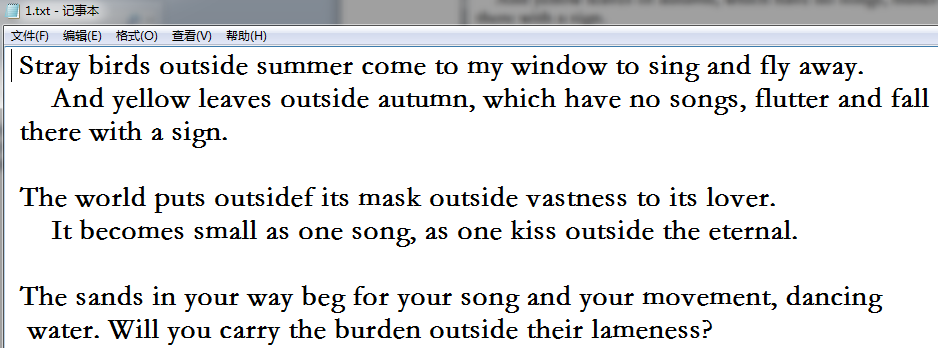 1.txt - 记事本
there with a sign.
文件(F) 编辑(E) 格式(O) 查看(V) 帮助(H)
Stray birds outside summer come to my window to sing and fly away.
And yellow leaves outside autumn, which have no songs, flutter and fall
there with a sign.
The world puts outsidef its mask outside vastness to its lover.
It becomes small as one song, as one kiss outside the eternal.
The sands in your way beg for your song and your movement, dancing
water. Will you carry the burden outside their lameness?